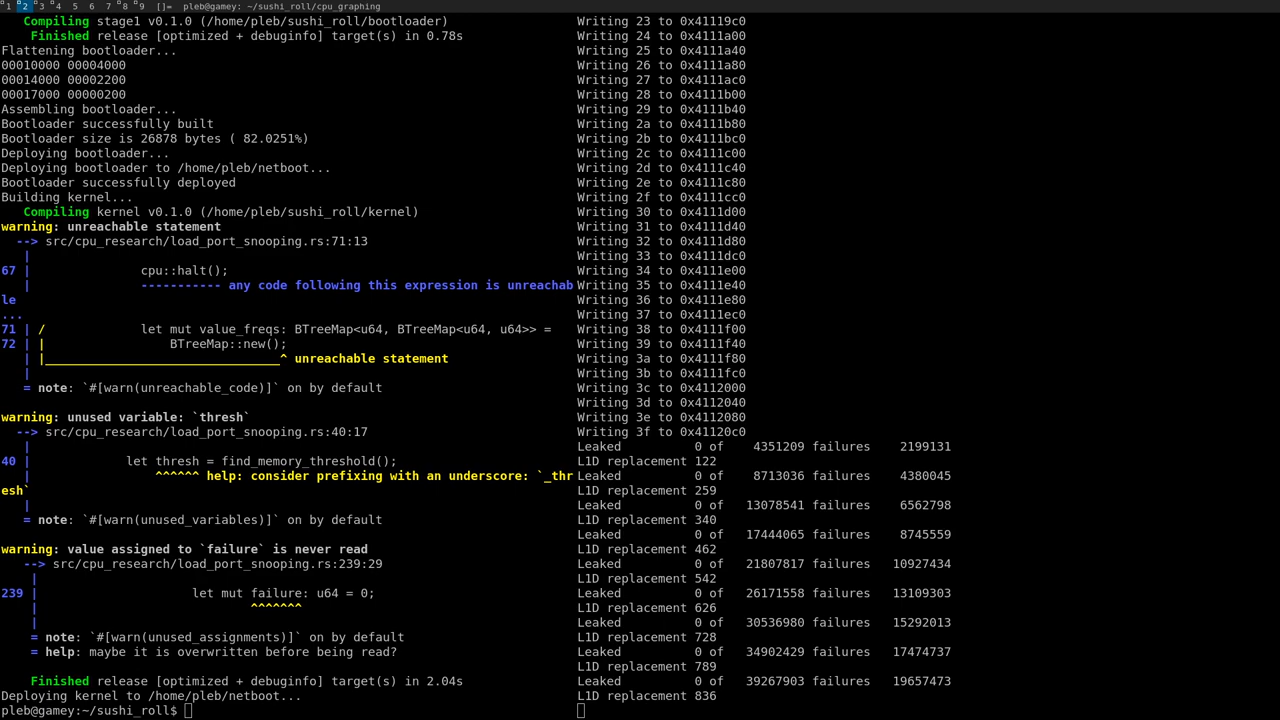 1 2 3 4 5 6 7 8 9 []= pleb@gamey: ~/sushi_roll/cpu_graphing
   Compiling stage1 v0.1.0 (/home/pleb/sushi_roll/bootloader)
    Finished release [optimized + debuginfo] target(s) in 0.78s
Flattening bootloader...
00010000 00004000
00014000 00002200
00017000 00000200
Assembling bootloader...
Bootloader successfully built
Bootloader size is 26878 bytes ( 82.0251%)
Deploying bootloader...
Deploying bootloader to /home/pleb/netboot...
Bootloader successfully deployed
Building kernel...
   Compiling kernel v0.1.0 (/home/pleb/sushi_roll/kernel)
warning: unreachable statement
  --> src/cpu_research/load_port_snooping.rs:71:13
   |
67 |               cpu::halt();
   |               ----------- any code following this expression is unreachab
le
...
71 | /             let mut value_freqs: BTreeMap<u64, BTreeMap<u64, u64>> =
72 | |                 BTreeMap::new();
   | |________________________________^ unreachable statement
   |
   = note: `#[warn(unreachable_code)]` on by default
warning: unused variable: `thresh`
  --> src/cpu_research/load_port_snooping.rs:40:17
   |
40 |             let thresh = find_memory_threshold();
   |                 ^^^^^^ help: consider prefixing with an underscore: `_thr
esh`
   |
   = note: `#[warn(unused_variables)]` on by default
warning: value assigned to `failure` is never read
   --> src/cpu_research/load_port_snooping.rs:239:29
    |
239 |                     let mut failure: u64 = 0;
    |                             ^^^^^^^
    |
    = note: `#[warn(unused_assignments)]` on by default
    = help: maybe it is overwritten before being read?
    Finished release [optimized + debuginfo] target(s) in 2.04s
Deploying kernel to /home/pleb/netboot...
pleb@gamey:~/sushi_roll$
Writing 23 to 0x41119c0
Writing 24 to 0x4111a00
Writing 25 to 0x4111a40
Writing 26 to 0x4111a80
Writing 27 to 0x4111ac0
Writing 28 to 0x4111b00
Writing 29 to 0x4111b40
Writing 2a to 0x4111b80
Writing 2b to 0x4111bc0
Writing 2c to 0x4111c00
Writing 2d to 0x4111c40
Writing 2e to 0x4111c80
Writing 2f to 0x4111cc0
Writing 30 to 0x4111d00
Writing 31 to 0x4111d40
Writing 32 to 0x4111d80
Writing 33 to 0x4111dc0
Writing 34 to 0x4111e00
Writing 35 to 0x4111e40
Writing 36 to 0x4111e80
Writing 37 to 0x4111ec0
Writing 38 to 0x4111f00
Writing 39 to 0x4111f40
Writing 3a to 0x4111f80
Writing 3b to 0x4111fc0
Writing 3c to 0x4112000
Writing 3d to 0x4112040
Writing 3e to 0x4112080
Writing 3f to 0x41120c0
Leaked          0 of    4351209 failures    2199131
L1D replacement 122
Leaked          0 of    8713036 failures    4380045
L1D replacement 259
Leaked          0 of   13078541 failures    6562798
L1D replacement 340
Leaked          0 of   17444065 failures    8745559
L1D replacement 462
Leaked          0 of   21807817 failures   10927434
L1D replacement 542
Leaked          0 of   26171558 failures   13109303
L1D replacement 626
Leaked          0 of   30536980 failures   15292013
L1D replacement 728
Leaked          0 of   34902429 failures   17474737
L1D replacement 789
Leaked          0 of   39267903 failures   19657473
L1D replacement 836